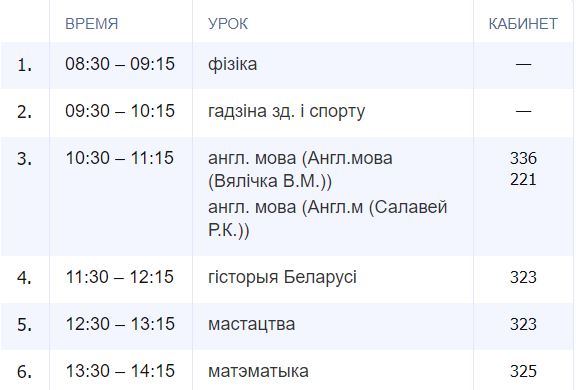 ВРЕМЯ УРОК КАБИНЕТ
1. 08:30 – 09:15 фізіка —
2. 09:30 – 10:15 гадзіна зд. і спорту —
3. 10:30 – 11:15 англ. мова (Англ.мова 336
(Вялічка В.М.)) 221
англ. мова (Англ.м (Салавей
Р.К.))
4. 11:30 – 12:15 гісторыя Беларусі 323
5. 12:30 – 13:15 мастацтва 323
6. 13:30 – 14:15 матэматыка 325